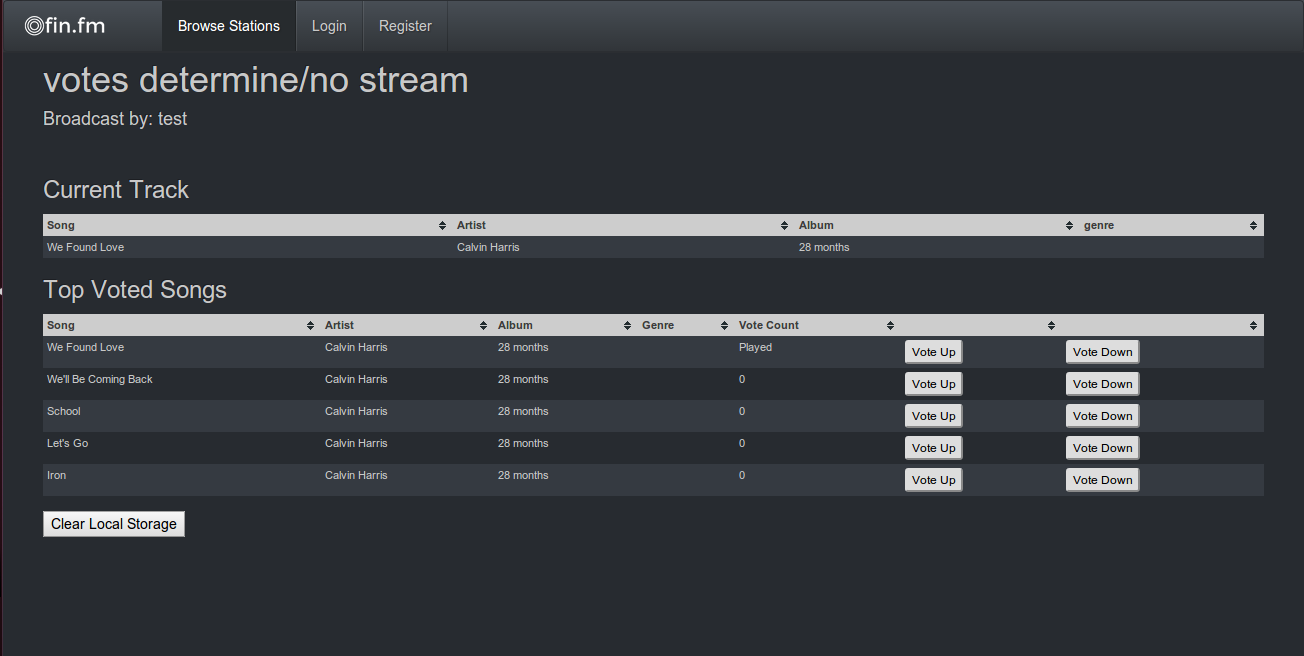 fin.fm Browse Stations Login Register
votes determine/no stream
Broadcast by: test
Current Track
Song Artist Album genre
We Found Love Calvin Harris 28 months
Top Voted Songs
Song Artist Album Genre Vote Count
We Found Love Calvin Harris 28 months Played Vote Up Vote Down
We'll Be Coming Back Calvin Harris 28 months 0 Vote Up Vote Down
School Calvin Harris 28 months 0 Vote Up Vote Down
Let's Go Calvin Harris 28 months 0 Vote Up Vote Down
Iron Calvin Harris 28 months 0 Vote Up Vote Down
Clear Local Storage